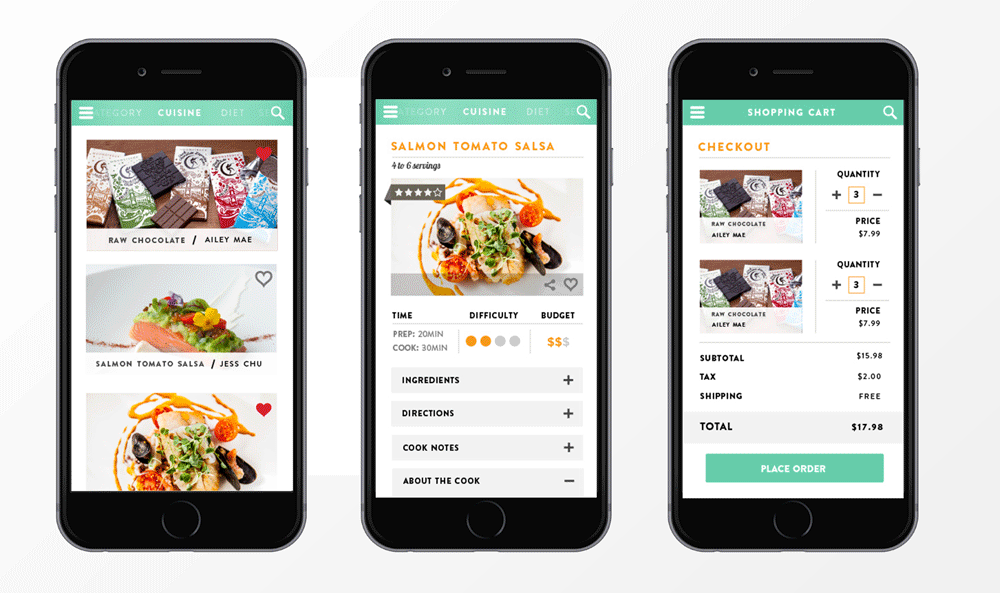 ATEGORY CUISINE DIET
RAW CHOCOLATE / AILEY MAE
SALMON TOMATO SALSA / JESS CHU
ATEGORY CUISINE DIET
SALMON TOMATO SALSA
4 to 6 servings
TIME DIFFICULTY BUDGET
PREP: 20MIN
COOK: 30MIN
$$$
INGREDIENTS +
DIRECTIONS +
COOK NOTES +
ABOUT THE COOK −
SHOPPING CART
CHECKOUT
QUANTITY
+ 3 −
PRICE
$7.99
RAW CHOCOLATE
AILEY MAE
QUANTITY
+ 3 −
PRICE
$7.99
RAW CHOCOLATE
AILEY MAE
SUBTOTAL $15.98
TAX $2.00
SHIPPING FREE
TOTAL $17.98
PLACE ORDER